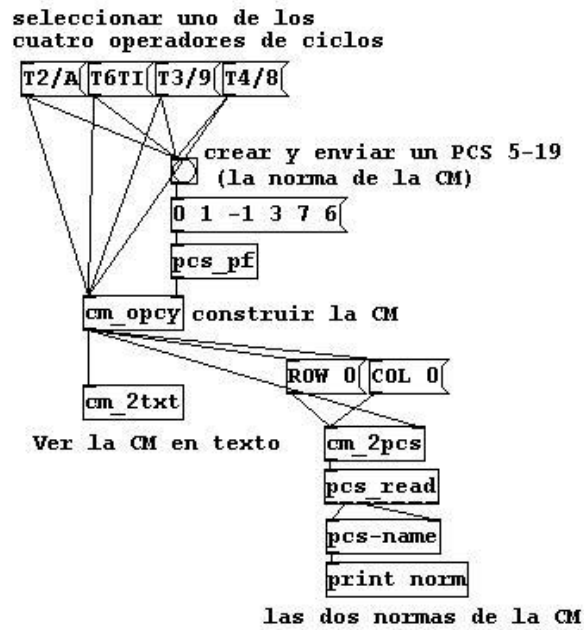 seleccionar uno de los
cuatro operadores de ciclos
T2/A T6TI T3/9 T4/8
crear y enviar un PCS 5-19
(la norma de la CM)
0 1 -1 3 7 6
pcs_pf
cm_opcy construir la CM
ROW 0 COL 0
cm_2txt
Ver la CM en texto
cm_2pcs
pcs_read
pcs-name
print norm
las dos normas de la CM